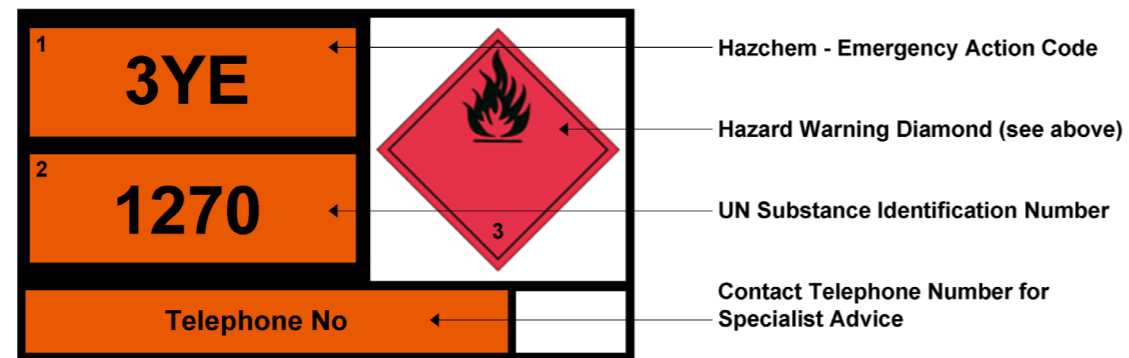 1
3YE
Hazchem - Emergency Action Code
Hazard Warning Diamond (see above)
2
1270
UN Substance Identification Number
3
Telephone No
Contact Telephone Number for
Specialist Advice